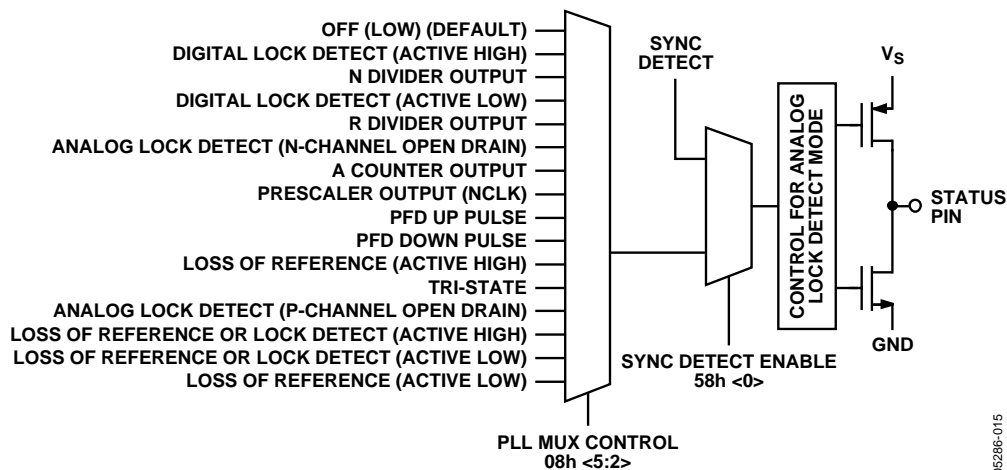 OFF (LOW) (DEFAULT)
DIGITAL LOCK DETECT (ACTIVE HIGH)
N DIVIDER OUTPUT
DIGITAL LOCK DETECT (ACTIVE LOW)
R DIVIDER OUTPUT
ANALOG LOCK DETECT (N-CHANNEL OPEN DRAIN)
A COUNTER OUTPUT
PRESCALER OUTPUT (NCLK)
PFD UP PULSE
PFD DOWN PULSE
LOSS OF REFERENCE (ACTIVE HIGH)
TRI-STATE
ANALOG LOCK DETECT (P-CHANNEL OPEN DRAIN)
LOSS OF REFERENCE OR LOCK DETECT (ACTIVE HIGH)
LOSS OF REFERENCE OR LOCK DETECT (ACTIVE LOW)
LOSS OF REFERENCE (ACTIVE LOW)
PLL MUX CONTROL
08h <5:2>
SYNC
DETECT
SYNC DETECT ENABLE
58h <0>
CONTROL FOR ANALOG
LOCK DETECT MODE
VS
STATUS
PIN
GND
05286-015